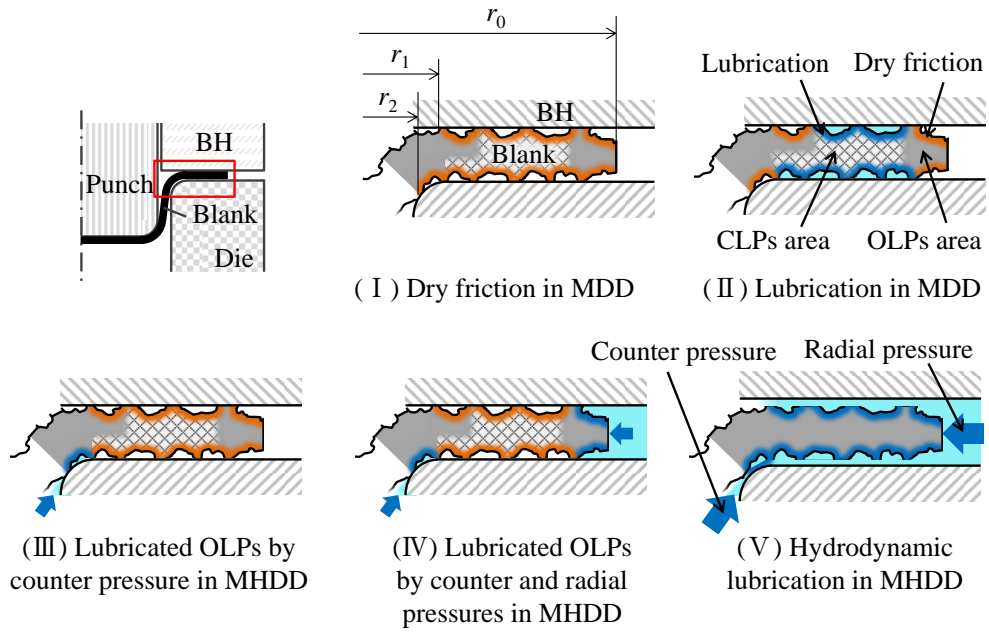 r0
r1
r2
BH
Blank
Lubrication
Dry friction
CLPs area
OLPs area
BH
Punch
Blank
Die
(Ⅰ) Dry friction in MDD
(Ⅱ) Lubrication in MDD
Counter pressure
Radial pressure
(Ⅲ) Lubricated OLPs by
counter pressure in MHDD
(Ⅳ) Lubricated OLPs
by counter and radial
pressures in MHDD
(Ⅴ) Hydrodynamic
lubrication in MHDD